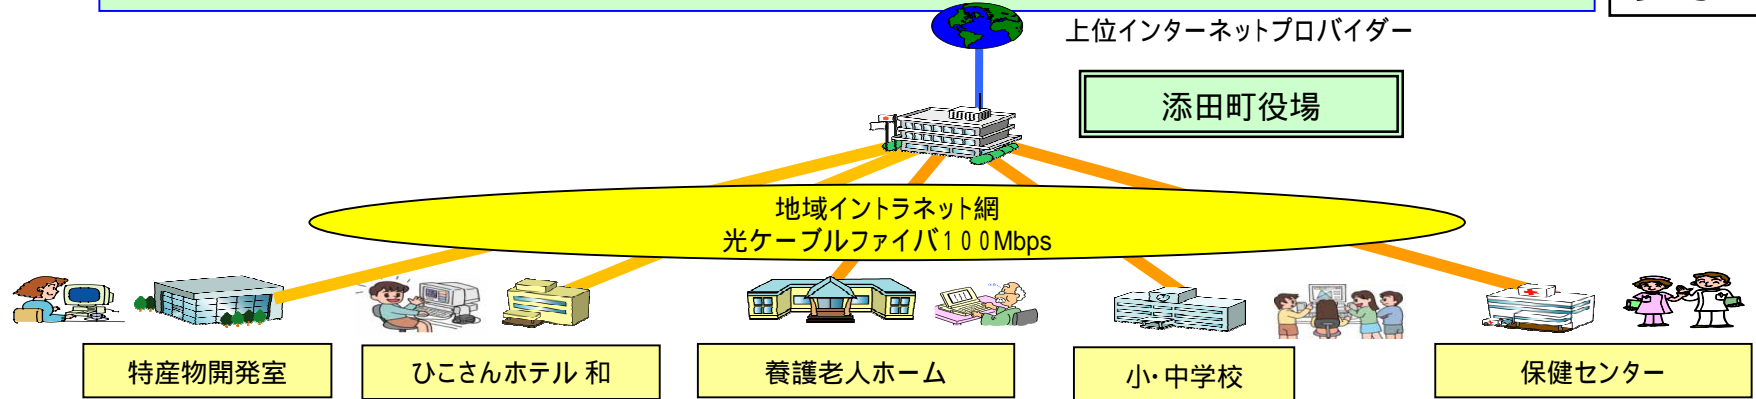 上位インターネットプロバイダー
添田町役場
地域イントラネット網
光ケーブルファイバ100Mbps
特産物開発室
ひこさんホテル 和
養護老人ホーム
小・中学校
保健センター